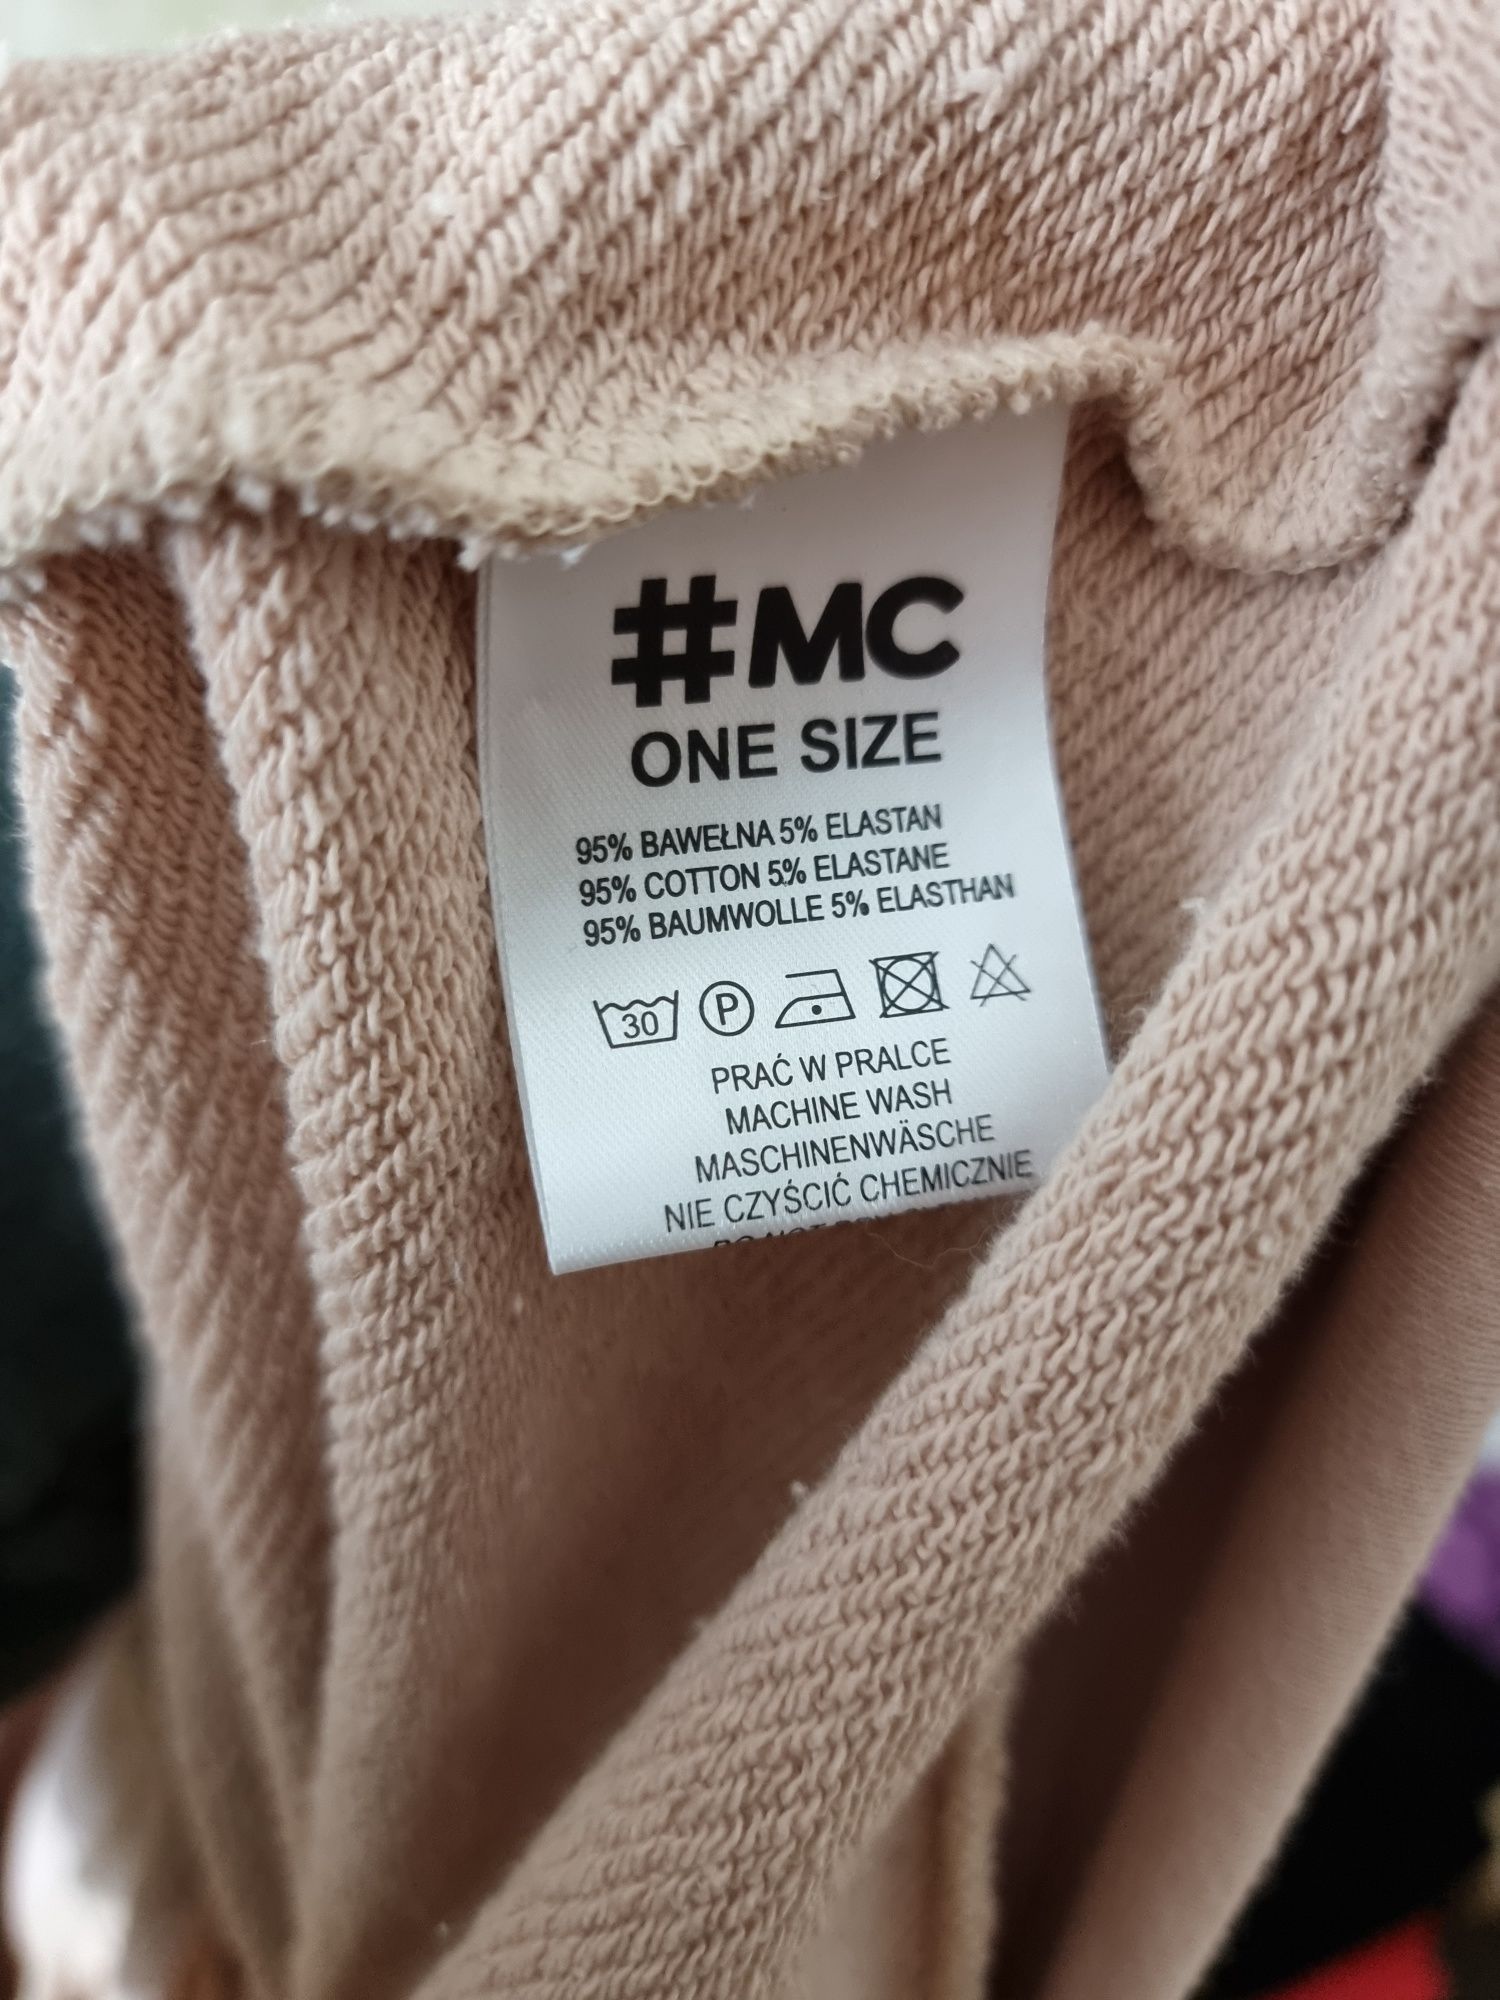 #MC
ONE SIZE
95% BAWEŁNA 5% ELASTAN
95% COTTON 5% ELASTANE
95% BAUMWOLLE 5% ELASTHAN
30 P
PRAĆ W PRALCE
MACHINE WASH
MASCHINENWÄSCHE
NIE CZYŚCIĆ CHEMICZNIE